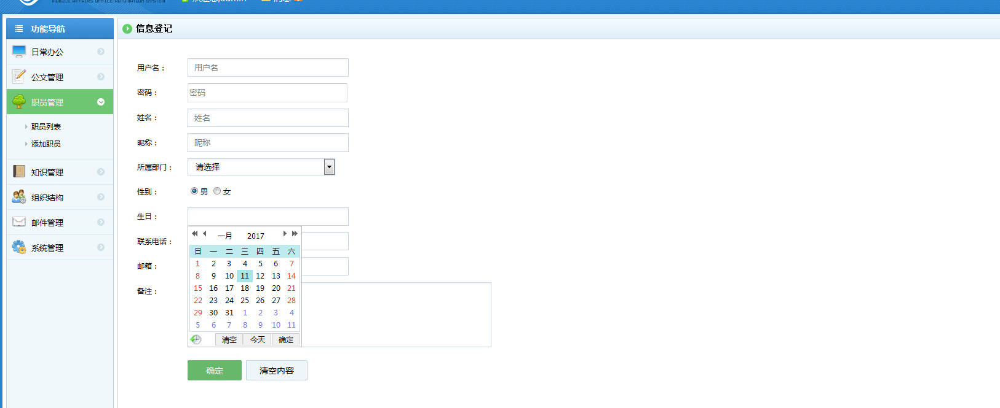 MOBILE AFFAIRS OFFICE AUTOMATION SYSTEM
功能导航
日常办公
公文管理
职员管理
职员列表
添加职员
知识管理
组织结构
邮件管理
系统管理
信息登记
用户名： 用户名
密码： 密码
姓名： 姓名
昵称： 昵称
所属部门： 请选择
性别： 男 女
生日：
联系电话：
邮箱：
备注：
一月 2017
日 一 二 三 四 五 六
1 2 3 4 5 6 7
8 9 10 11 12 13 14
15 16 17 18 19 20 21
22 23 24 25 26 27 28
29 30 31 1 2 3 4
5 6 7 8 9 10 11
清空 今天 确定
确定 清空内容